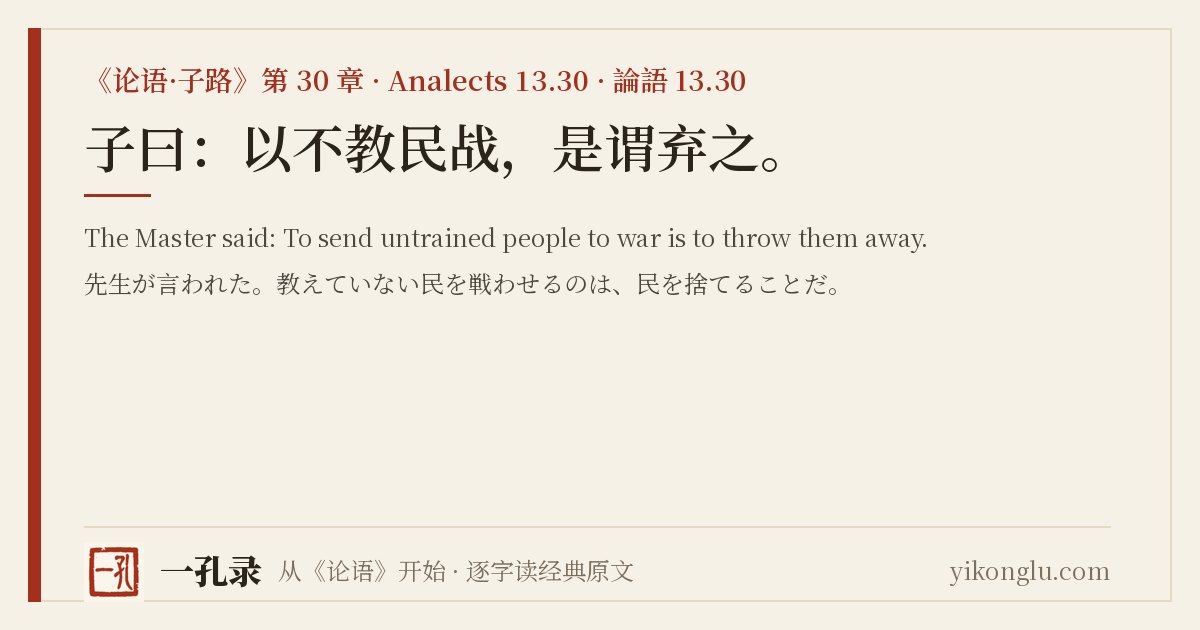 《论语·子路》第 30 章 · Analects 13.30 · 論語 13.30
子曰：以不教民战，是谓弃之。
The Master said: To send untrained people to war is to throw them away.
先生が言われた。教えていない民を戦わせるのは、民を捨てることだ。
一孔
一孔录 从《论语》开始 · 逐字读经典原文 yikonglu.com